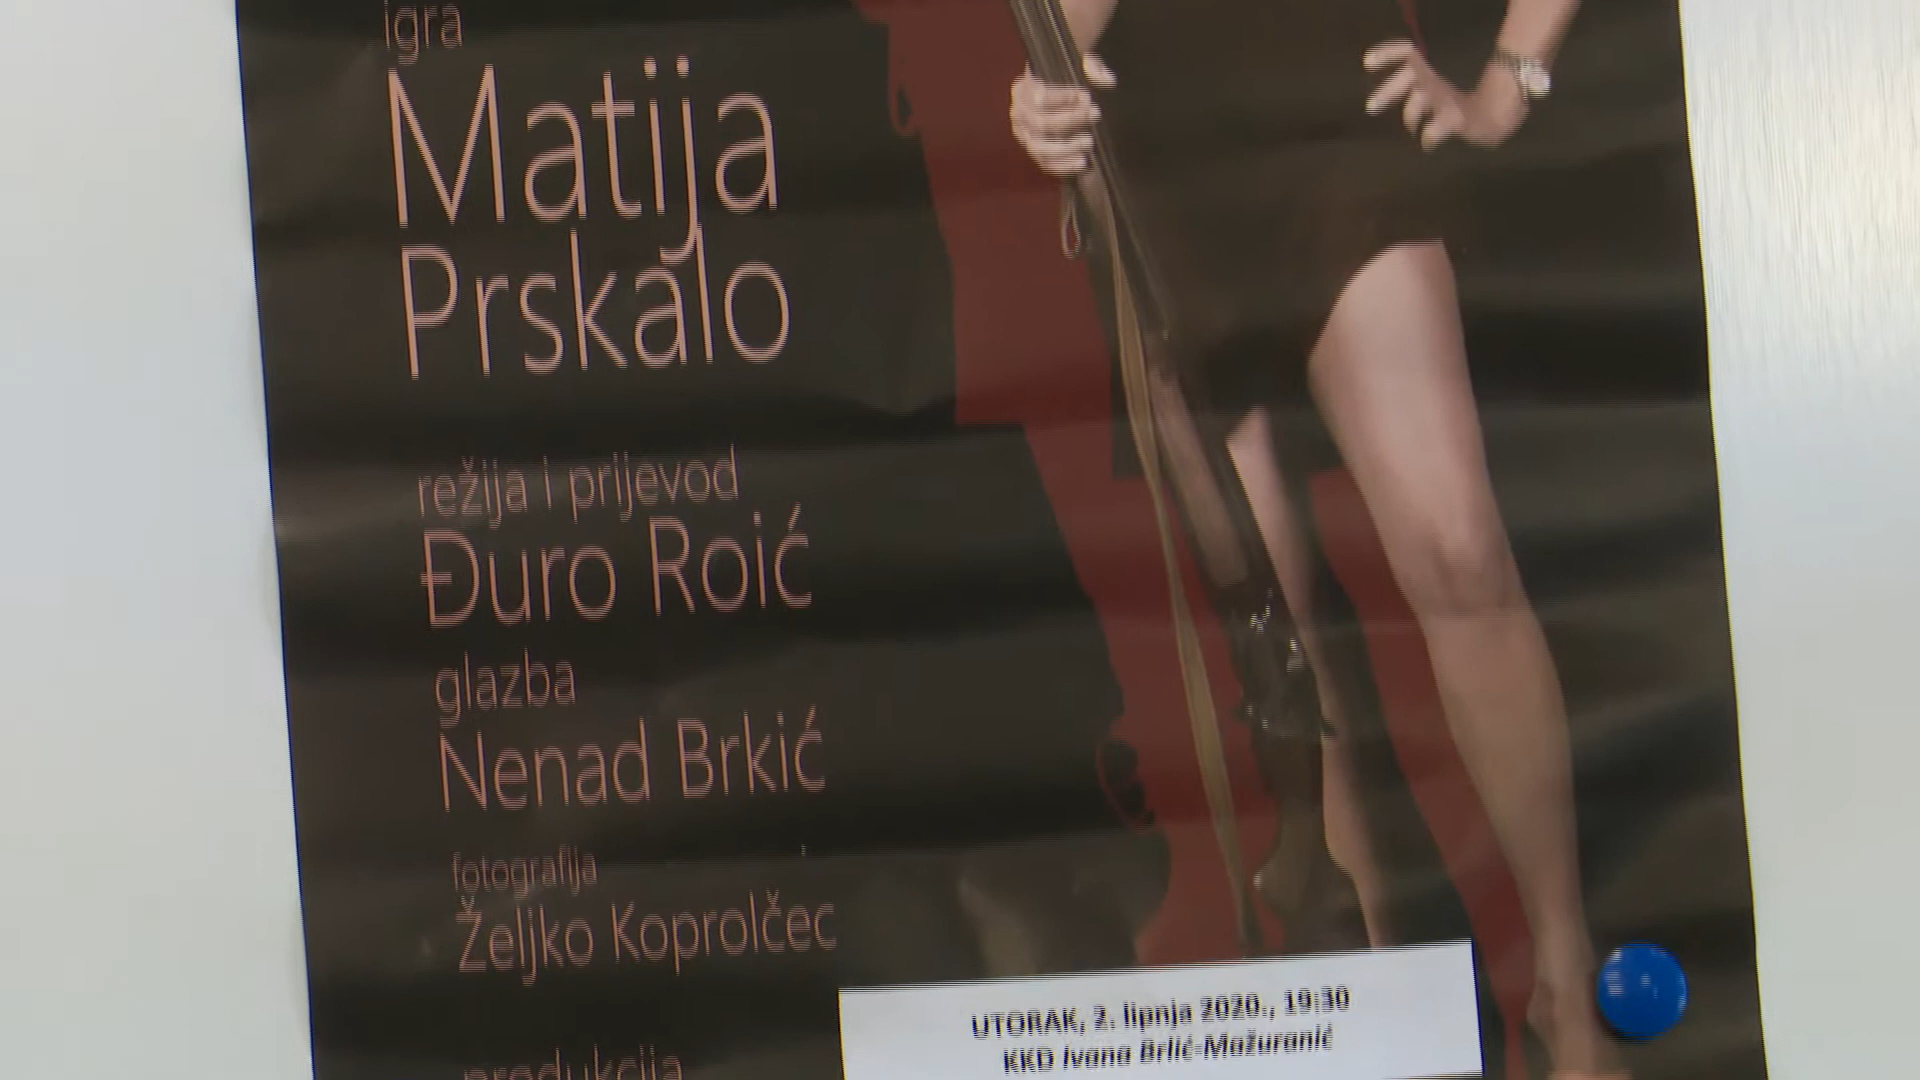 igra
Matija
Prskalo
režija i prijevod
Đuro Roić
glazba
Nenad Brkić
fotografija
Željko Koprolčec
produkcija
UTORAK, 2. lipnja 2020., 19:30
KKD Ivana Brlić-Mažuranić